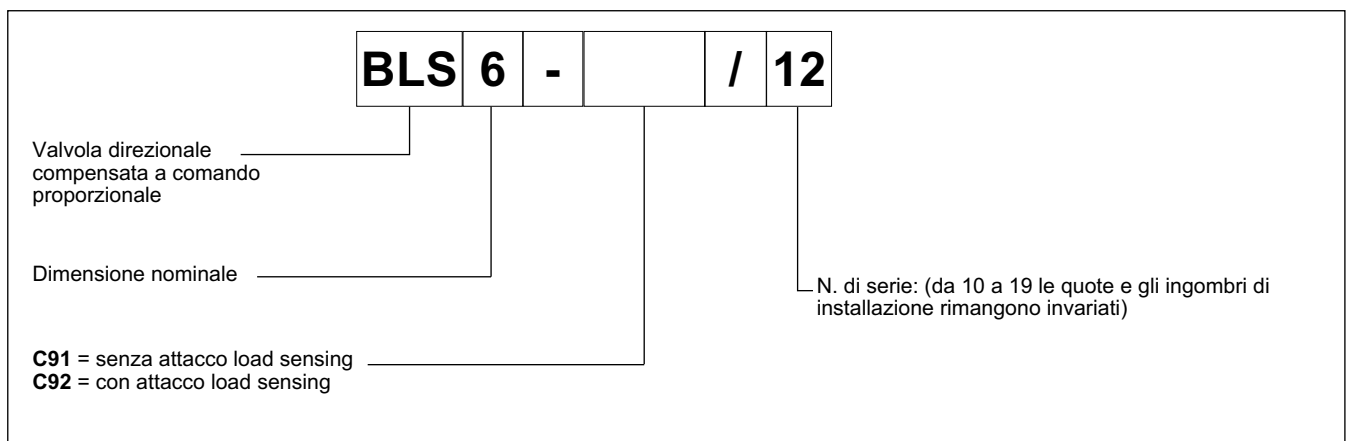 BLS 6 - / 12
Valvola direzionale
compensata a comando
proporzionale
Dimensione nominale
N. di serie: (da 10 a 19 le quote e gli ingombri di
installazione rimangono invariati)
C91 = senza attacco load sensing
C92 = con attacco load sensing